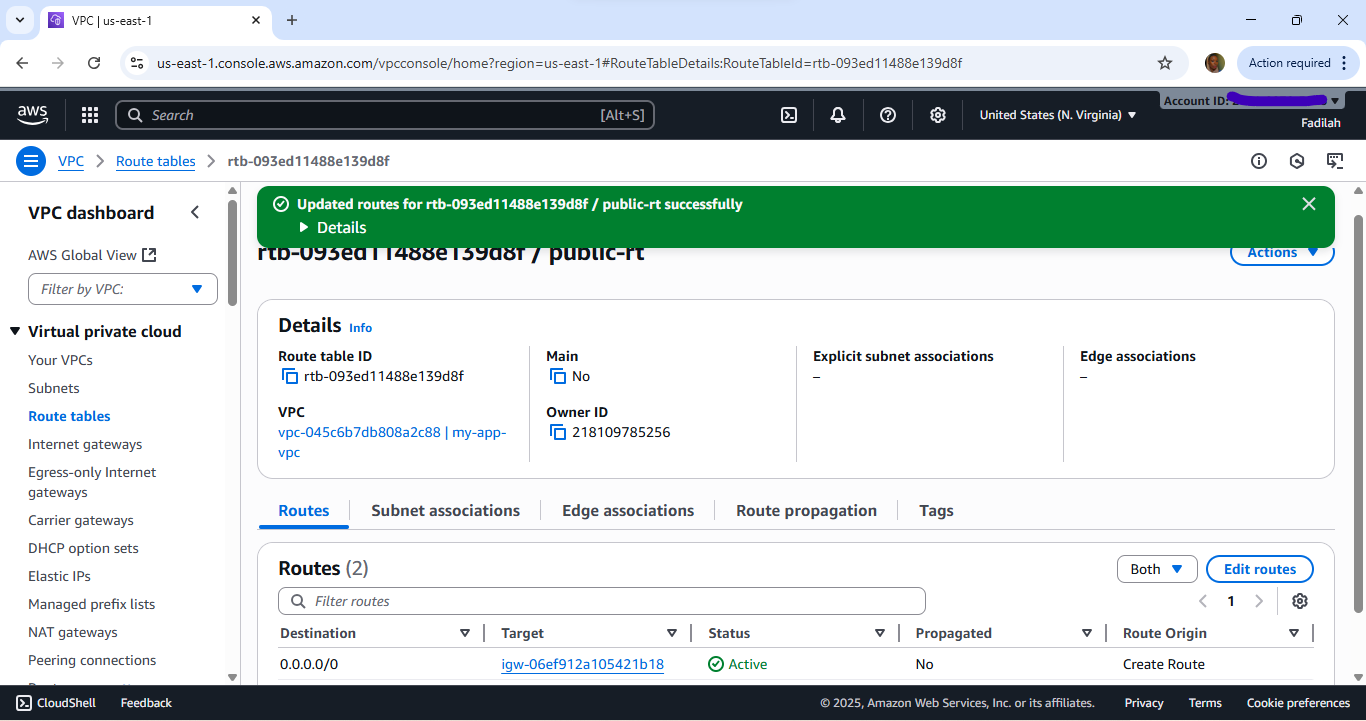 VPC | us-east-1
us-east-1.console.aws.amazon.com/vpcconsole/home?region=us-east-1#RouteTableDetails:RouteTableId=rtb-093ed11488e139d8f
Action required
aws
Search
[Alt+S]
United States (N. Virginia)
Account ID:
Fadilah
VPC
Route tables
rtb-093ed11488e139d8f
VPC dashboard
AWS Global View
Filter by VPC:
Virtual private cloud
Your VPCs
Subnets
Route tables
Internet gateways
Egress-only Internet
gateways
Carrier gateways
DHCP option sets
Elastic IPs
Managed prefix lists
NAT gateways
Peering connections
Updated routes for rtb-093ed11488e139d8f / public-rt successfully
Details
rtb-093ed11488e139d8f / public-rt
Actions
Details Info
Route table ID
rtb-093ed11488e139d8f
Main
No
Explicit subnet associations
–
Edge associations
–
VPC
vpc-045c6b7db808a2c88 | my-app-
vpc
Owner ID
218109785256
Routes
Subnet associations
Edge associations
Route propagation
Tags
Routes (2)
Both
Edit routes
Filter routes
1
Destination
Target
Status
Propagated
Route Origin
0.0.0.0/0
igw-06ef912a105421b18
Active
No
Create Route
CloudShell
Feedback
© 2025, Amazon Web Services, Inc. or its affiliates.
Privacy
Terms
Cookie preferences